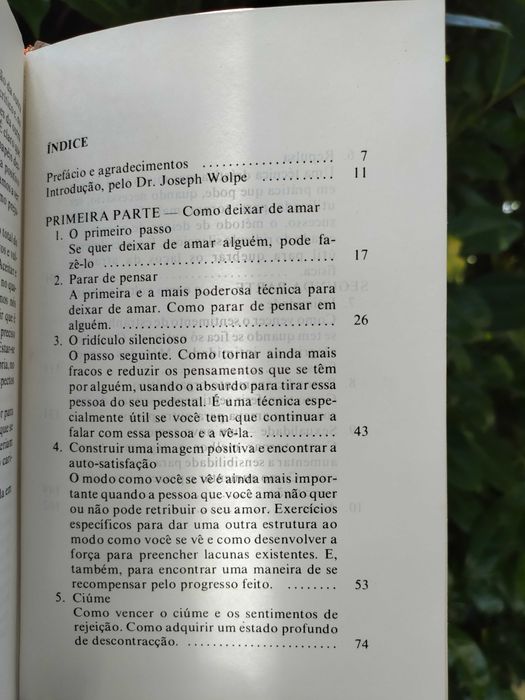 ÍNDICE
Prefácio e agradecimentos .................... 7
Introdução, pelo Dr. Joseph Wolpe .............. 11
PRIMEIRA PARTE — Como deixar de amar
1. O primeiro passo
Se quer deixar de amar alguém, pode fa-
zê-lo .................................. 17
2. Parar de pensar
A primeira e a mais poderosa técnica para
deixar de amar. Como parar de pensar em
alguém. ................................ 26
3. O ridículo silencioso
O passo seguinte. Como tornar ainda mais
fracos e reduzir os pensamentos que se têm
por alguém, usando o absurdo para tirar essa
pessoa do seu pedestal. É uma técnica espe-
cialmente útil se você tem que continuar a
falar com essa pessoa e a vê-la. ............ 43
4. Construir uma imagem positiva e encontrar a
auto-satisfação
O modo como você se vê é ainda mais impor-
tante quando a pessoa que você ama não quer
ou não pode retribuir o seu amor. Exercícios
específicos para dar uma outra estrutura ao
modo como você se vê e como desenvolver a
força para preencher lacunas existentes. E,
também, para encontrar uma maneira de se
recompensar pelo progresso feito. ........ 53
5. Ciúme
Como vencer o ciúme e os sentimentos de
rejeição. Como adquirir um estado profundo
de descontracção. ........................ 74